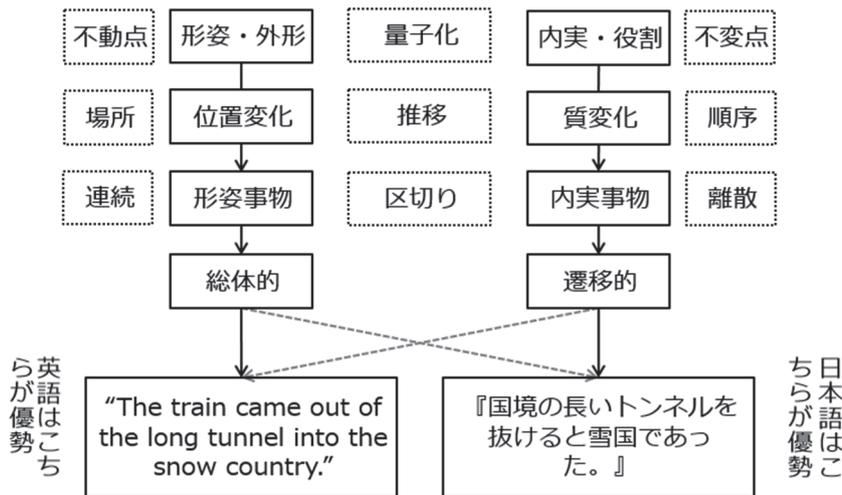 不動点
形姿・外形
量子化
内実・役割
不変点
場所
位置変化
推移
質変化
順序
連続
形姿事物
区切り
内実事物
離散
総体的
遷移的
英語はこち
らが優勢
“The train came out of
the long tunnel into the
snow country.”
『国境の長いトンネルを
抜けると雪国であっ
た。』
日本語はこ
ちらが優勢